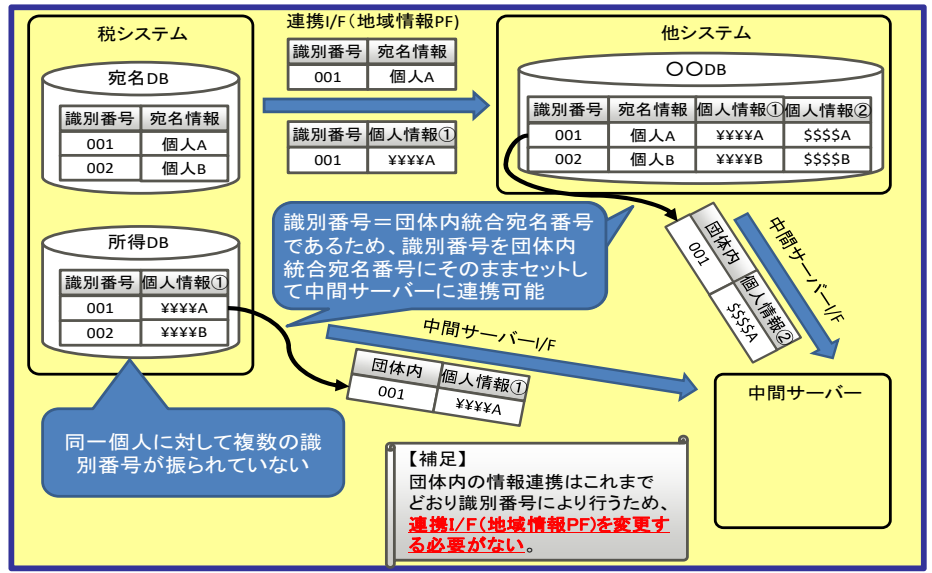 税システム
宛名DB
識別番号 宛名情報
001 個人A
002 個人B
所得DB
識別番号 個人情報①
001 ¥¥¥¥A
002 ¥¥¥¥B
同一個人に対して複数の識
別番号が振られていない
連携I/F(地域情報PF)
識別番号 宛名情報
001 個人A
識別番号 個人情報①
001 ¥¥¥¥A
他システム
〇〇DB
識別番号 宛名情報 個人情報① 個人情報②
001 個人A ¥¥¥¥A $$$$A
002 個人B ¥¥¥¥B $$$$B
識別番号=団体内統合宛名番号
であるため、識別番号を団体内
統合宛名番号にそのままセットし
て中間サーバーに連携可能
団体内 個人情報②
001 $$$$A
中間サーバーI/F
中間サーバーI/F
団体内 個人情報①
001 ¥¥¥¥A
中間サーバー
【補足】
団体内の情報連携はこれまで
どおり識別番号により行うため、
連携I/F(地域情報PF)を変更す
る必要がない。